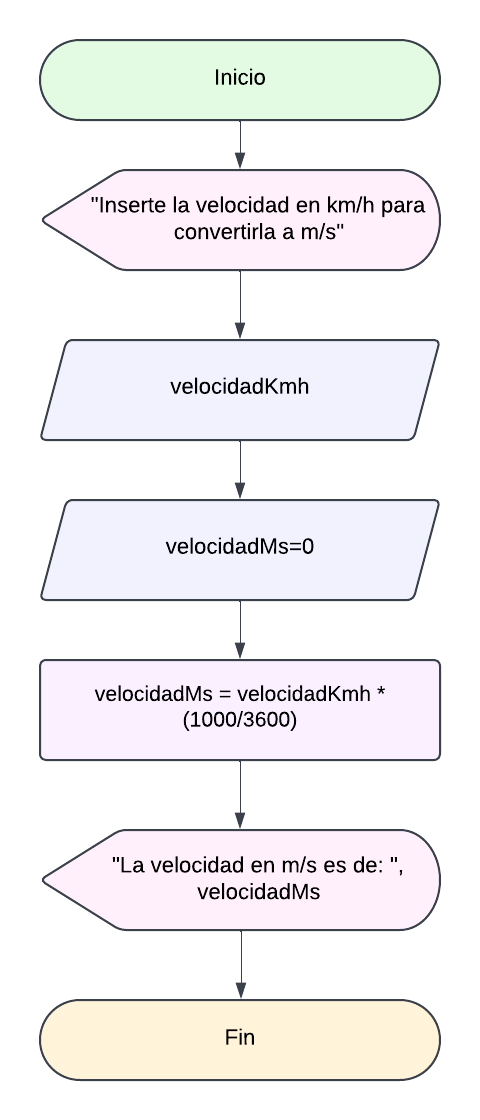 Inicio
"Inserte la velocidad en km/h para
convertirla a m/s"
velocidadKmh
velocidadMs=0
velocidadMs = velocidadKmh *
(1000/3600)
"La velocidad en m/s es de: ",
velocidadMs
Fin